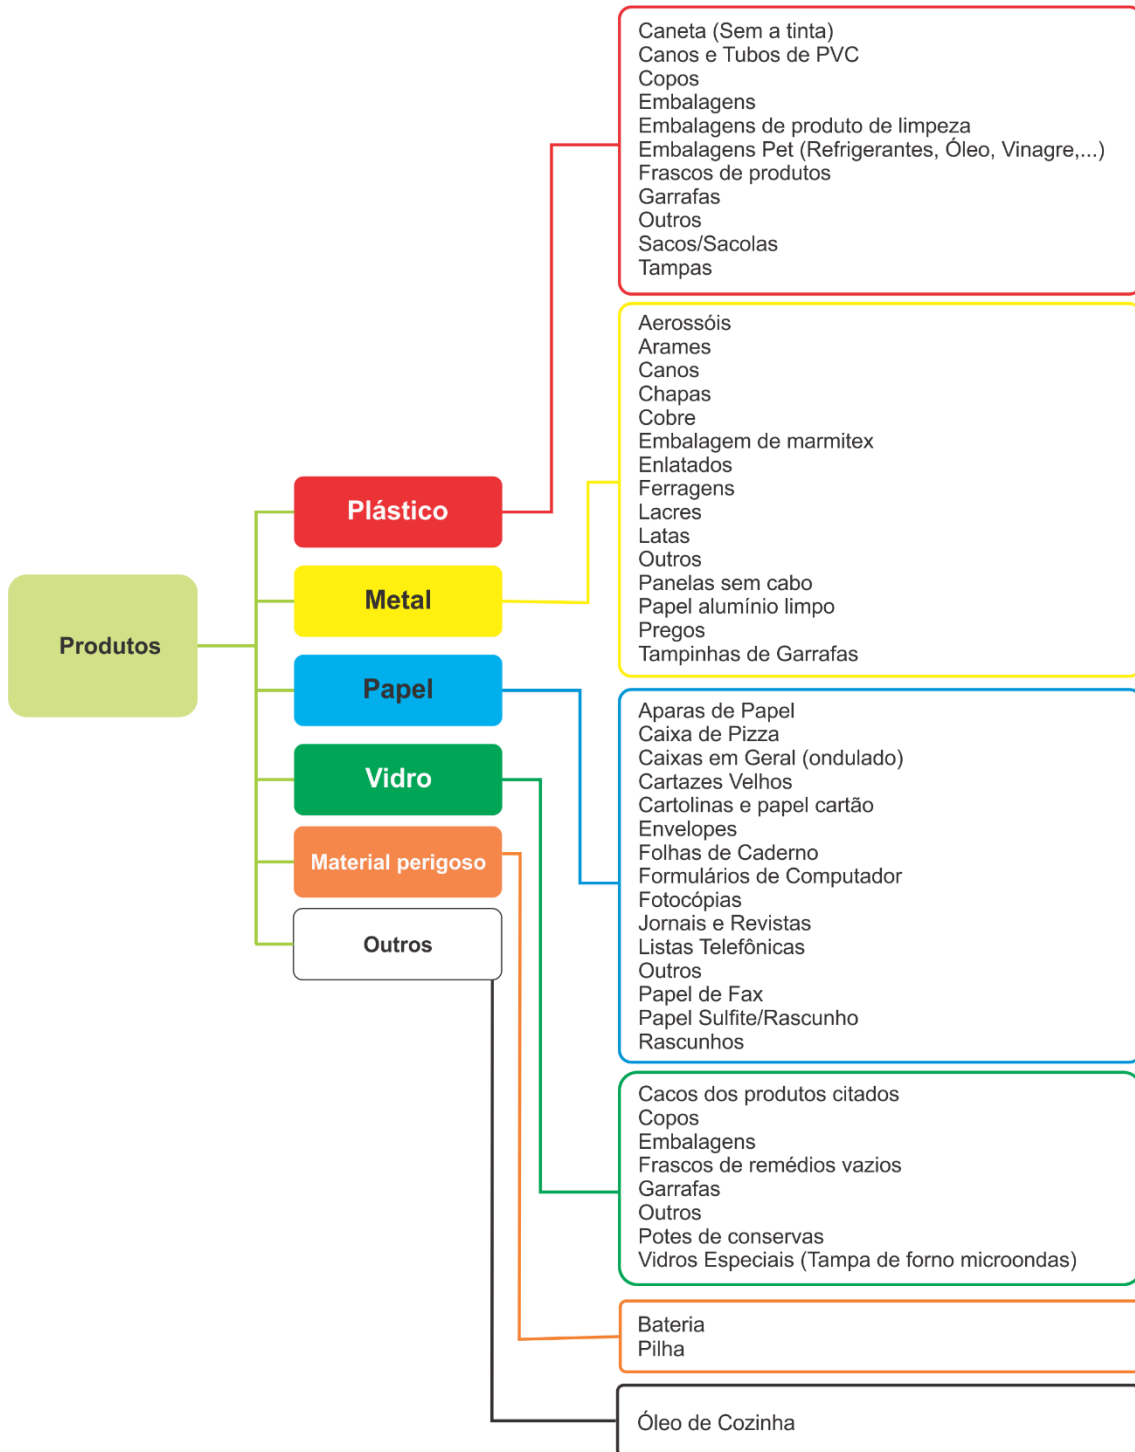 Produtos
Plástico
Metal
Papel
Vidro
Material perigoso
Outros
Caneta (Sem a tinta)
Canos e Tubos de PVC
Copos
Embalagens
Embalagens de produto de limpeza
Embalagens Pet (Refrigerantes, Óleo, Vinagre,...)
Frascos de produtos
Garrafas
Outros
Sacos/Sacolas
Tampas
Aerossóis
Arames
Canos
Chapas
Cobre
Embalagem de marmitex
Enlatados
Ferragens
Lacres
Latas
Outros
Panelas sem cabo
Papel alumínio limpo
Pregos
Tampinhas de Garrafas
Aparas de Papel
Caixa de Pizza
Caixas em Geral (ondulado)
Cartazes Velhos
Cartolinas e papel cartão
Envelopes
Folhas de Caderno
Formulários de Computador
Fotocópias
Jornais e Revistas
Listas Telefônicas
Outros
Papel de Fax
Papel Sulfite/Rascunho
Rascunhos
Cacos dos produtos citados
Copos
Embalagens
Frascos de remédios vazios
Garrafas
Outros
Potes de conservas
Vidros Especiais (Tampa de forno microondas)
Bateria
Pilha
Óleo de Cozinha